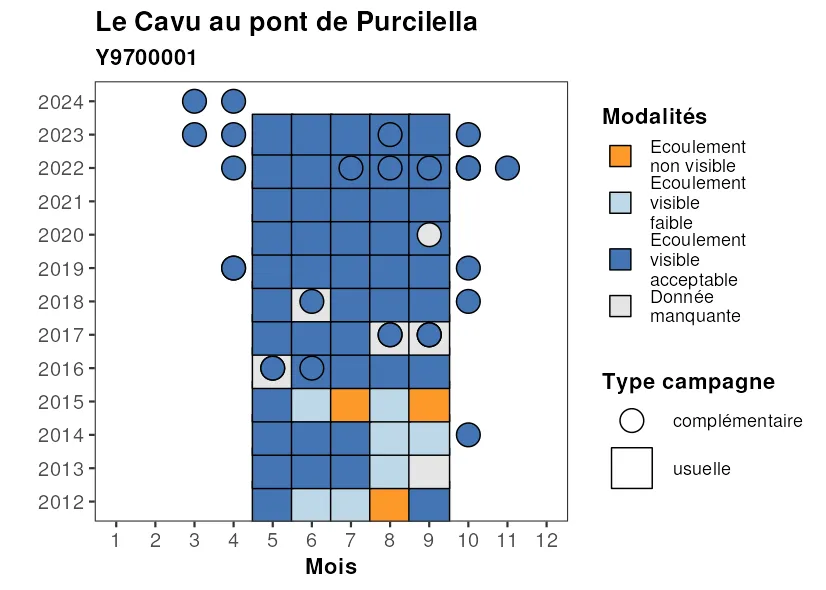 Le Cavu au pont de Purcilella
Y9700001
2024
2023
2022
2021
2020
2019
2018
2017
2016
2015
2014
2013
2012
1 2 3 4 5 6 7 8 9 10 11 12
Mois
Modalités
Ecoulement
non visible
Ecoulement
visible
faible
Ecoulement
visible
acceptable
Donnée
manquante
Type campagne
complémentaire
usuelle